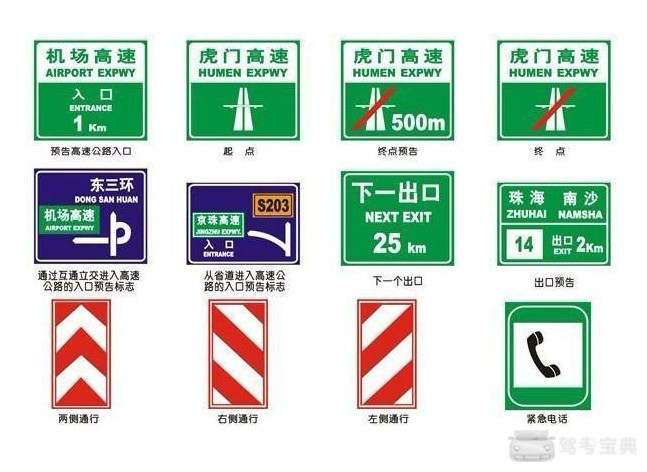 机场高速
AIRPORT EXPWY
入口
ENTRANCE
1 Km
预告高速公路入口
虎门高速
HUMEN EXPWY
起点
虎门高速
HUMEN EXPWY
500m
终点预告
虎门高速
HUMEN EXPWY
终点
东三环
DONG SAN HUAN
机场高速
AIRPORT EXPWY
通过互通立交进入高速
公路的入口预告标志
S203
京珠高速
JINGZHU EXPWY.
入口
ENTRANCE
从省道进入高速公
路的入口预告标志
下一出口
NEXT EXIT
25 km
下一个出口
珠海 南沙
ZHUHAI NAMSHA
14 出口 2Km
EXIT
出口预告
两侧通行
右侧通行
左侧通行
紧急电话
驾考宝典